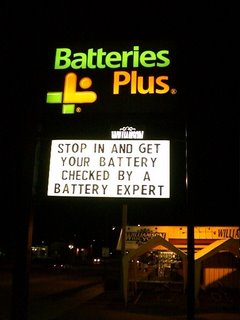 Batteries
Plus®
STOP IN AND GET
YOUR BATTERY
CHECKED BY A
BATTERY EXPERT